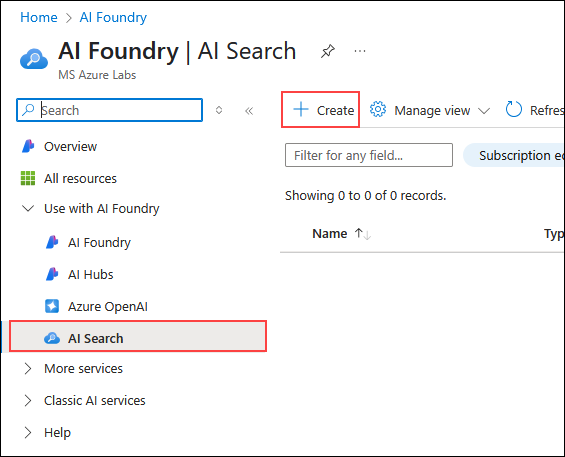 Home > AI Foundry
AI Foundry | AI Search
MS Azure Labs
Search
Overview
All resources
Use with AI Foundry
AI Foundry
AI Hubs
Azure OpenAI
AI Search
More services
Classic AI services
Help
+ Create Manage view Refres
Filter for any field... Subscription eq
Showing 0 to 0 of 0 records.
Name ↑↓ Typ